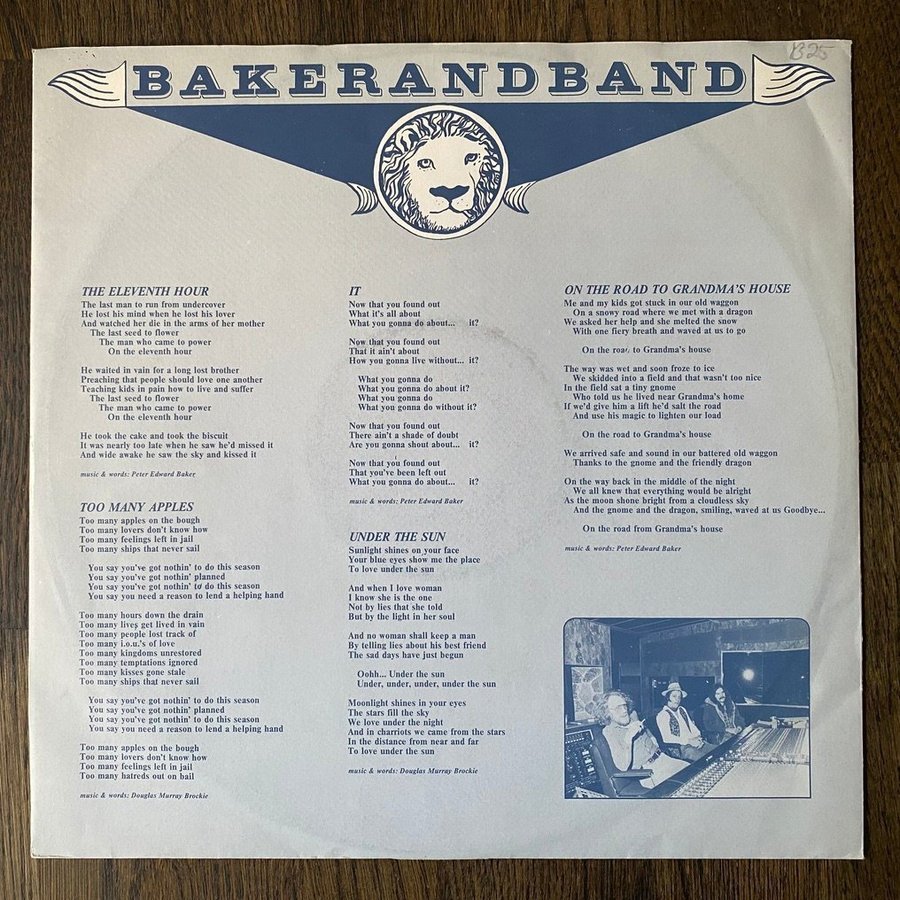 B25
BAKERANDBAND
THE ELEVENTH HOUR
The last man to run from undercover
He lost his mind when he lost his lover
And watched her die in the arms of her mother
The last seed to flower
The man who came to power
On the eleventh hour
He waited in vain for a long lost brother
Preaching that people should love one another
Teaching kids in pain how to live and suffer
The last seed to flower
The man who came to power
On the eleventh hour
He took the cake and took the biscuit
It was nearly too late when he saw he'd missed it
And wide awake he saw the sky and kissed it
music & words: Peter Edward Baker
TOO MANY APPLES
Too many apples on the bough
Too many lovers don't know how
Too many feelings left in jail
Too many ships that never sail
You say you've got nothin' to do this season
You say you've got nothin' planned
You say you've got nothin' to do this season
You say you need a reason to lend a helping hand
Too many hours down the drain
Too many lives get lived in vain
Too many people lost track of
Too many i.o.u.'s of love
Too many kingdoms unrestored
Too many temptations ignored
Too many kisses gone stale
Too many ships that never sail
You say you've got nothin' to do this season
You say you've got nothin' planned
You say you've got nothin' to do this season
You say you need a reason to lend a helping hand
Too many apples on the bough
Too many lovers don't know how
Too many feelings left in jail
Too many hatreds out on bail
music & words: Douglas Murray Brockie
IT
Now that you found out
What it's all about
What you gonna do about... it?
Now that you found out
That it ain't about
How you gonna live without... it?
What you gonna do
What you gonna do about it?
What you gonna do
What you gonna do without it?
Now that you found out
There ain't a shade of doubt
Are you gonna shout about... it?
Now that you found out
That you've been left out
What you gonna do about... it?
music & words: Peter Edward Baker
UNDER THE SUN
Sunlight shines on your face
Your blue eyes show me the place
To love under the sun
And when I love woman
I know she is the one
Not by lies that she told
But by the light in her soul
And no woman shall keep a man
By telling lies about his best friend
The sad days have just begun
Oohh... Under the sun
Under, under, under, under the sun
Moonlight shines in your eyes
The stars fill the sky
We love under the night
And in charriots we came from the stars
In the distance from near and far
To love under the sun
music & words: Douglas Murray Brockie
ON THE ROAD TO GRANDMA'S HOUSE
Me and my kids got stuck in our old waggon
On a snowy road where we met with a dragon
We asked her help and she melted the snow
With one fiery breath and waved at us to go
On the road to Grandma's house
The way was wet and soon froze to ice
We skidded into a field and that wasn't too nice
In the field sat a tiny gnome
Who told us he lived near Grandma's home
If we'd give him a lift he'd salt the road
And use his magic to lighten our load
On the road to Grandma's house
We arrived safe and sound in our battered old waggon
Thanks to the gnome and the friendly dragon
On the way back in the middle of the night
We all knew that everything would be alright
As the moon shone bright from a cloudless sky
And the gnome and the dragon, smiling, waved at us Goodbye...
On the road from Grandma's house
music & words: Peter Edward Baker